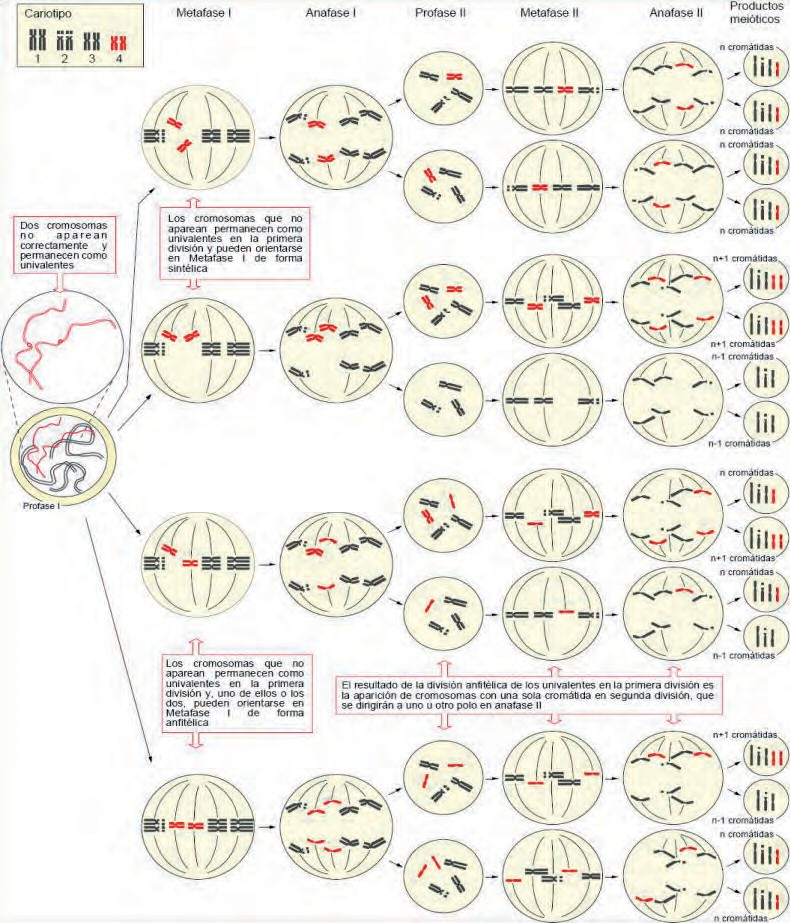 Cariotipo
1 2 3 4
Metafase I
Anafase I
Profase II
Metafase II
Anafase II
Productos
meióticos
n cromátidas
n cromátidas
n cromátidas
n cromátidas
Dos cromosomas
no aparean
correctamente y
permanecen como
univalentes
Los cromosomas que no
aparean permanecen como
univalentes en la primera
división y pueden orientarse
en Metafase I de forma
sintélica
n+1 cromátidas
n+1 cromátidas
n-1 cromátidas
n-1 cromátidas
Profase I
n cromátidas
n+1 cromátidas
n cromátidas
n-1 cromátidas
Los cromosomas que no
aparean permanecen como
univalentes en la primera
división y, uno de ellos o los
dos, pueden orientarse en
Metafase I de forma
anfitélica
El resultado de la división anfitélica de los univalentes en la primera división es
la aparición de cromosomas con una sola cromátida en segunda división, que
se dirigirán a uno u otro polo en anafase II
n+1 cromátidas
n-1 cromátidas
n cromátidas
n cromátidas